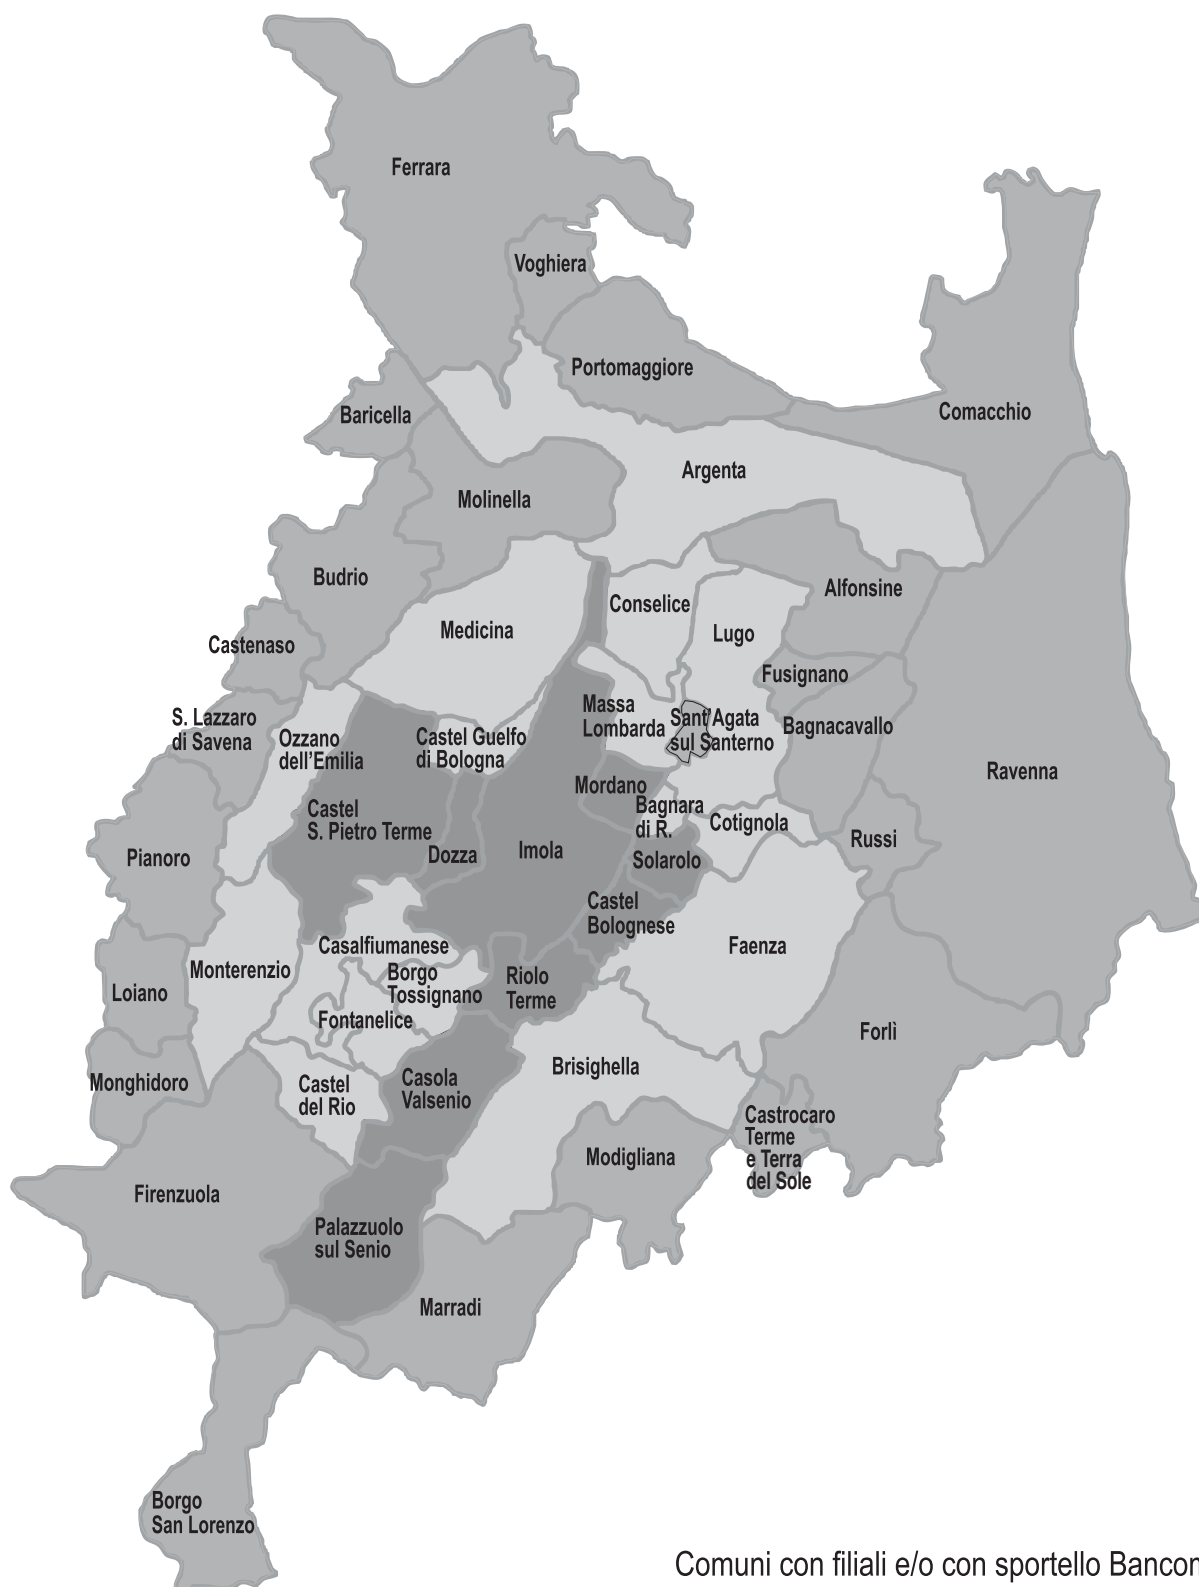 Ferrara
Voghiera
Portomaggiore
Comacchio
Baricella
Argenta
Molinella
Budrio
Alfonsine
Conselice
Medicina
Lugo
Castenaso
Fusignano
S. Lazzaro
di Savena
Ozzano
dell'Emilia
Castel Guelfo
di Bologna
Massa
Lombarda
Sant'Agata
sul Santerno
Bagnacavallo
Ravenna
Mordano
Castel
S. Pietro Terme
Bagnara
di R.
Cotignola
Russi
Pianoro
Dozza
Imola
Solarolo
Castel
Bolognese
Faenza
Casalfiumanese
Monterenzio
Borgo
Tossignano
Riolo
Terme
Loiano
Fontanelice
Forlì
Monghidoro
Castel
del Rio
Casola
Valsenio
Brisighella
Castrocaro
Terme
e Terra
del Sole
Modigliana
Firenzuola
Palazzuolo
sul Senio
Marradi
Borgo
San Lorenzo
Comuni con filiali e/o con sportello Bancom